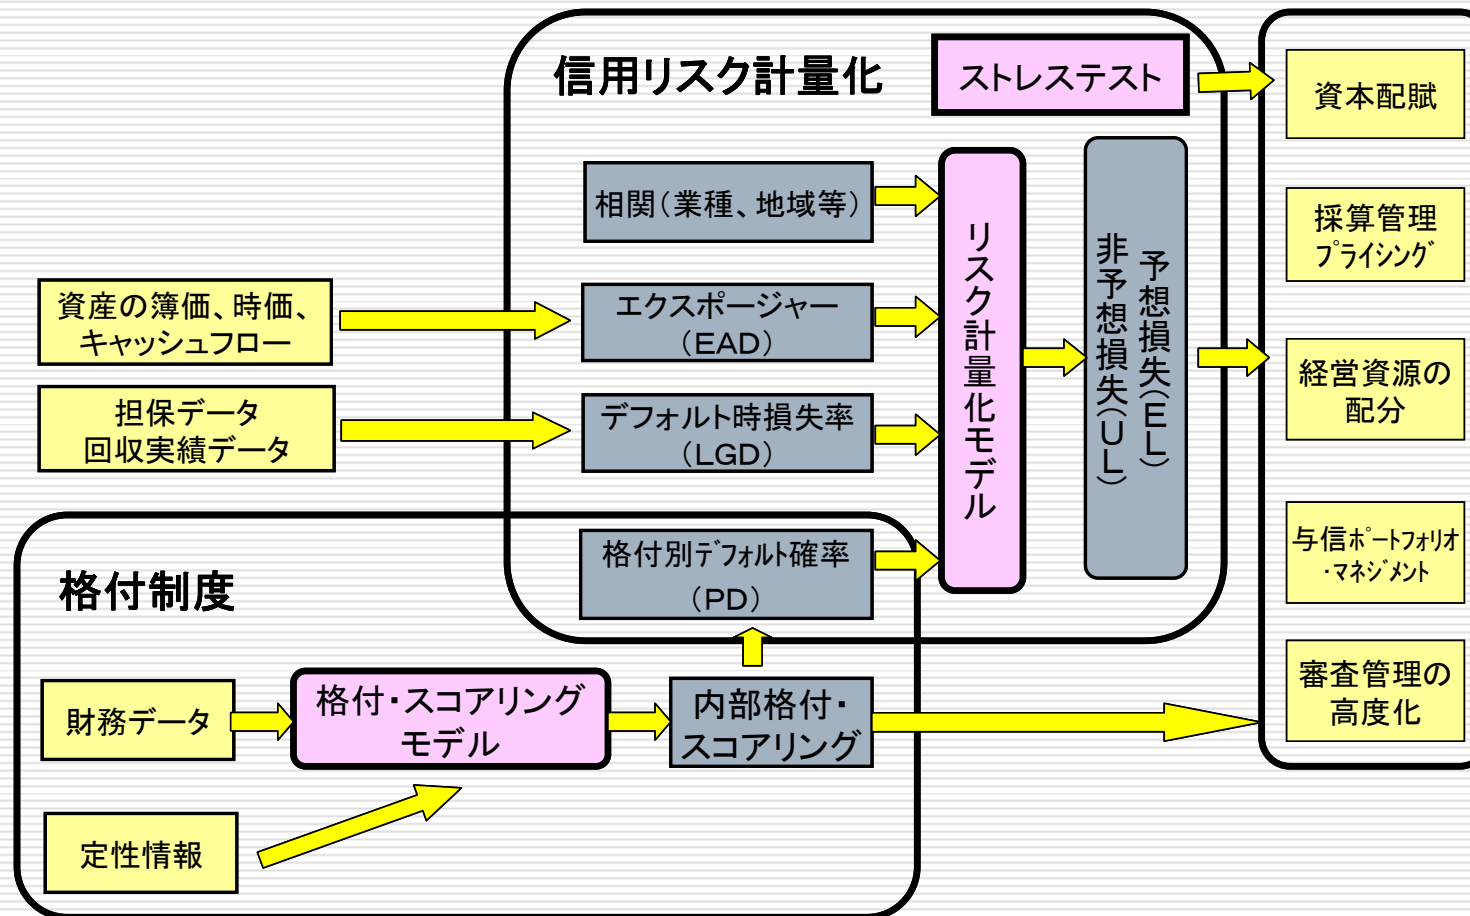 信用リスク計量化
ストレステスト
資本配賦
相関(業種、地域等)
採算管理
プライシング
資産の簿価、時価、
キャッシュフロー
エクスポージャー
(EAD)
リスク計量化モデル
予想損失(EL)
非予想損失(UL)
経営資源の
配分
担保データ
回収実績データ
デフォルト時損失率
(LGD)
格付制度
格付別デフォルト確率
(PD)
与信ポートフォリオ
・マネジメント
財務データ
格付・スコアリング
モデル
内部格付・
スコアリング
審査管理の
高度化
定性情報